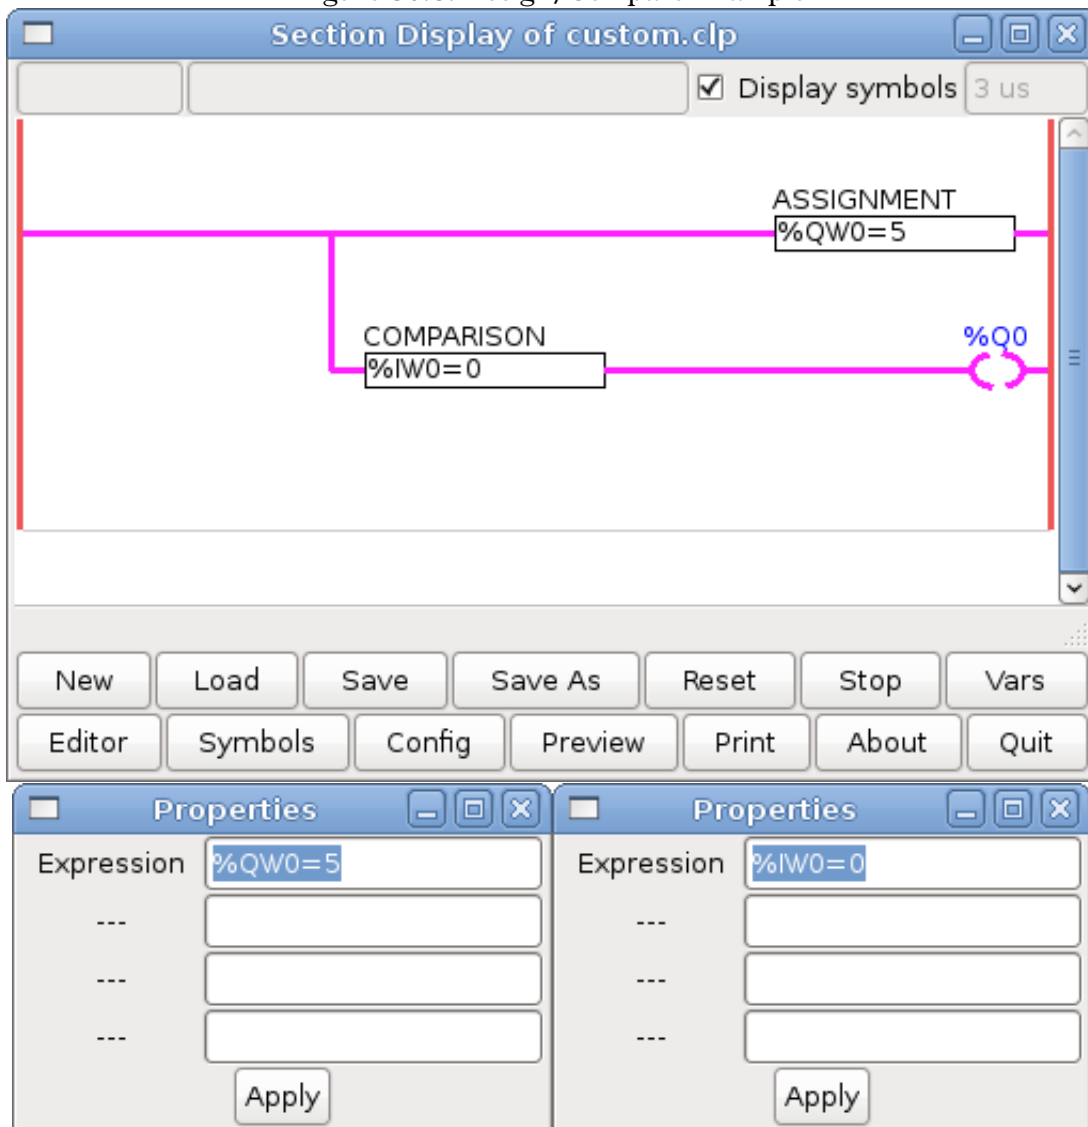 Section Display of custom.clp
Display symbols 3 us
ASSIGNMENT
%QW0=5
COMPARISON %Q0
%IW0=0
New Load Save Save As Reset Stop Vars
Editor Symbols Config Preview Print About Quit
Properties Properties
Expression %QW0=5 Expression %IW0=0
--- ---
--- ---
--- ---
Apply Apply